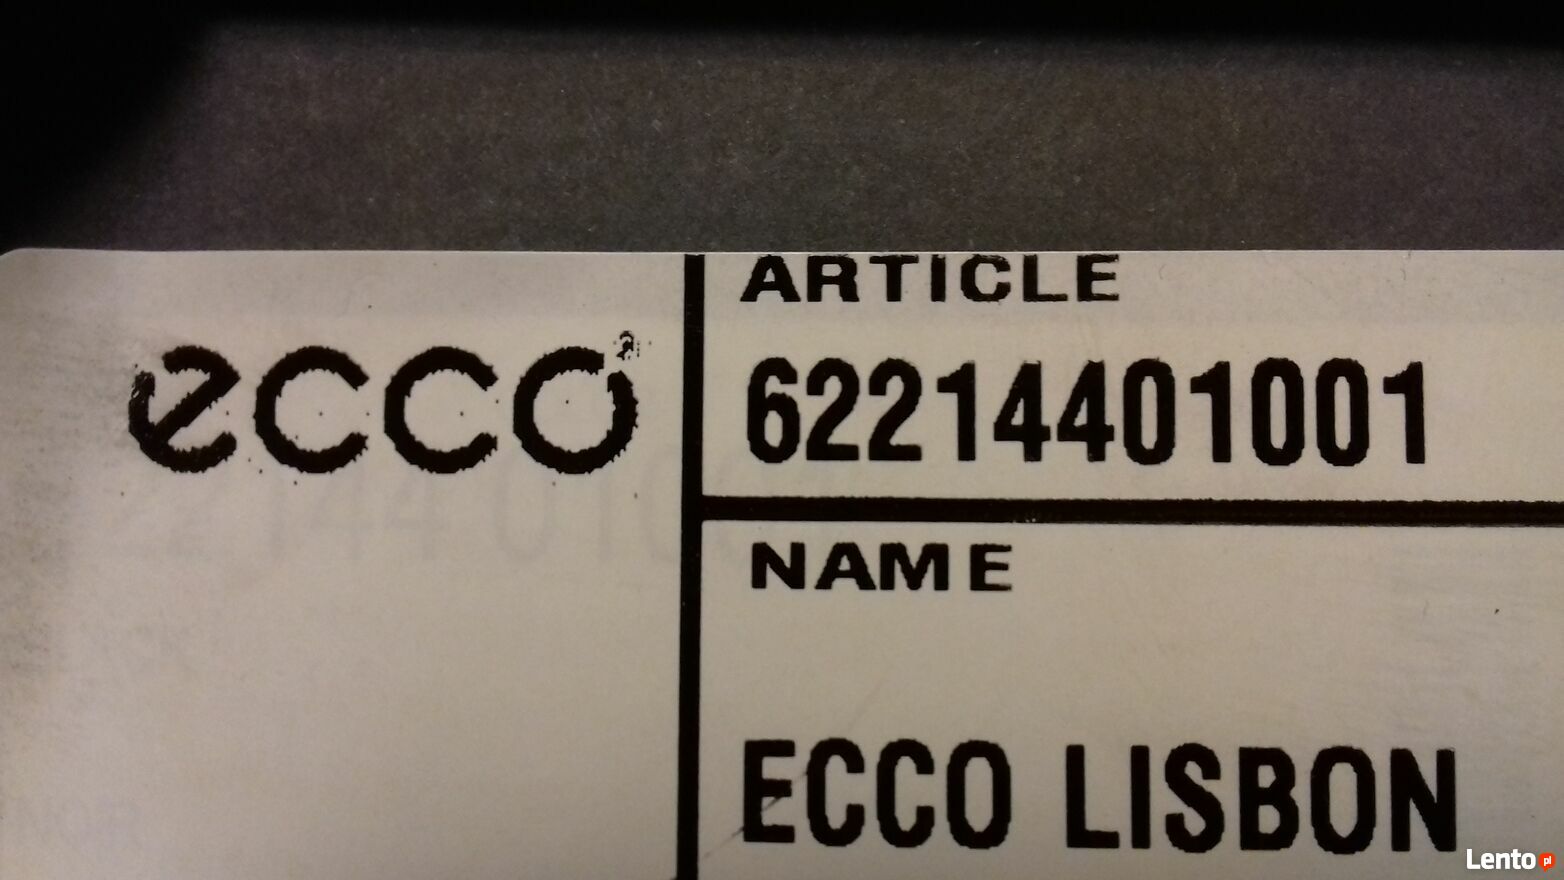 ecco
ARTICLE
62214401001
NAME
ECCO LISBON
Lento.pl